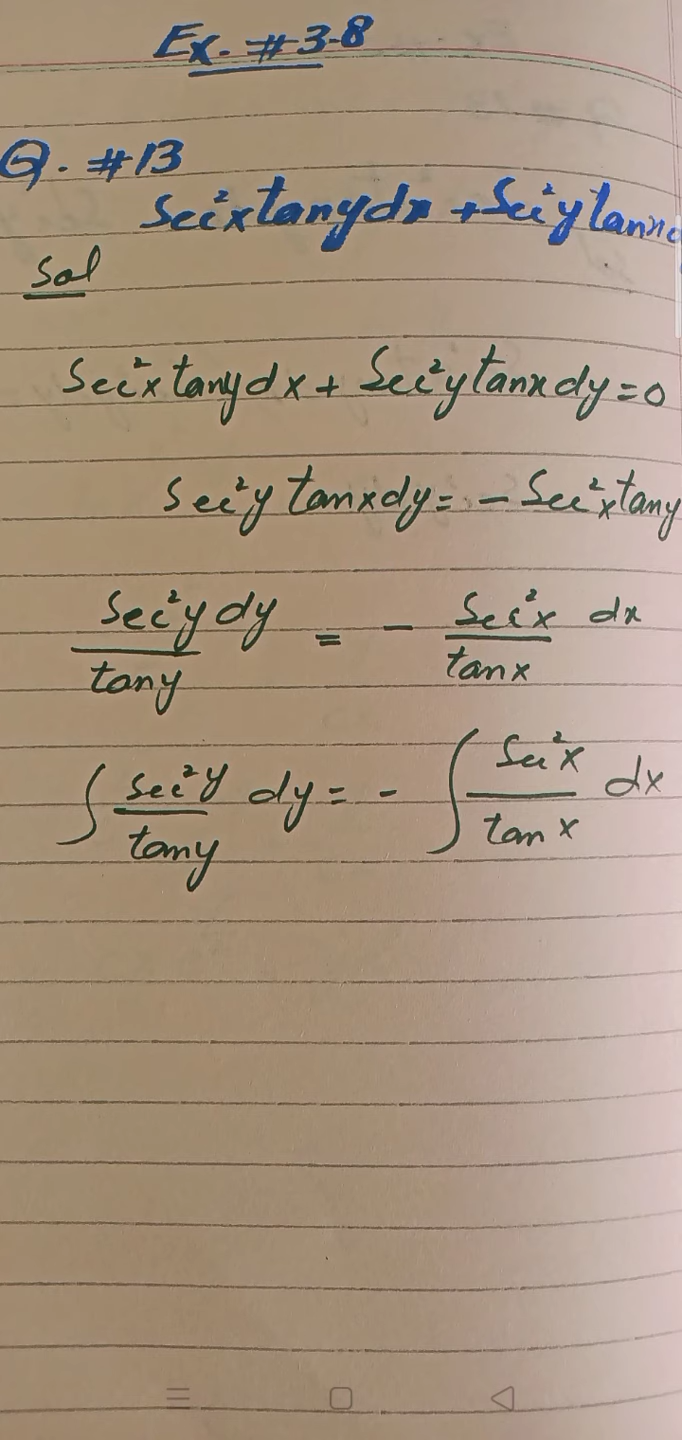 Ex. #3-8
Q. #13
Sec²x tany dx + Sec²y tanx
Sol
Sec²x tany dx + Sec²y tanx dy = 0
Sec²y tanx dy = - Sec²x tany
Sec²y dy / tany = - Sec²x / tanx dx
∫ sec²y / tany dy = - ∫ Sec²x / tan x dx